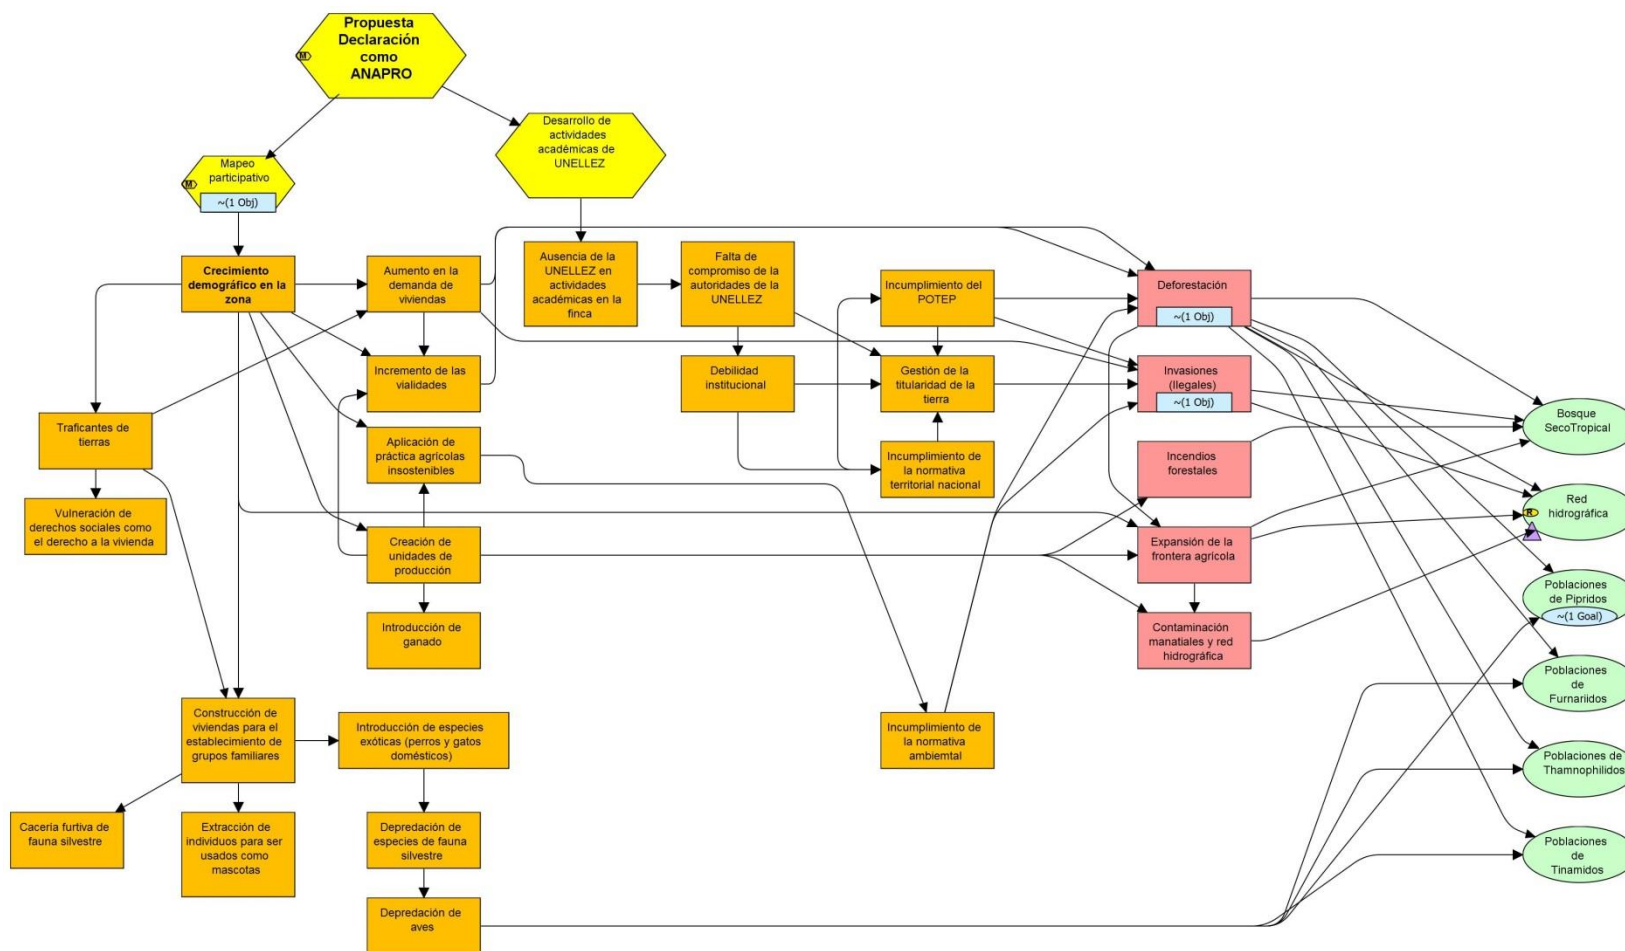 Propuesta
Declaración
como
ANAPRO
M
Desarrollo de
actividades
académicas de
UNELLEZ
Mapeo
participativo
M
~(1 Obj)
Crecimiento
demográfico en la
zona
Aumento en la
demanda de
viviendas
Ausencia de la
UNELLEZ en
actividades
académicas en la
finca
Falta de
compromiso de la
autoridades de la
UNELLEZ
Incumplimiento del
POTEP
Deforestación
~(1 Obj)
Incremento de las
vialidades
Debilidad
institucional
Gestión de la
titularidad de la
tierra
Invasiones
(Ilegales)
~(1 Obj)
Bosque
SecoTropical
Traficantes de
tierras
Aplicación de
práctica agrícolas
insostenibles
Incumplimiento de
la normativa
territorial nacional
Incendios
forestales
Vulneración de
derechos sociales como
el derecho a la vivienda
Red
hidrográfica
R
Creación de
unidades de
producción
Expansión de la
frontera agrícola
Poblaciones
de Pipridos
~(1 Goal)
Introducción de
ganado
Contaminación
manatiales y red
hidrográfica
Poblaciones
de
Furnariidos
Construcción de
viviendas para el
establecimiento de
grupos familiares
Introducción de especies
exóticas (perros y gatos
domésticos)
Incumplimiento de
la normativa
ambiemtal
Poblaciones de
Thamnophilidos
Cacería furtiva de
fauna silvestre
Extracción de
individuos para ser
usados como
mascotas
Depredación de
especies de fauna
silvestre
Poblaciones
de
Tinamidos
Depredación de
aves